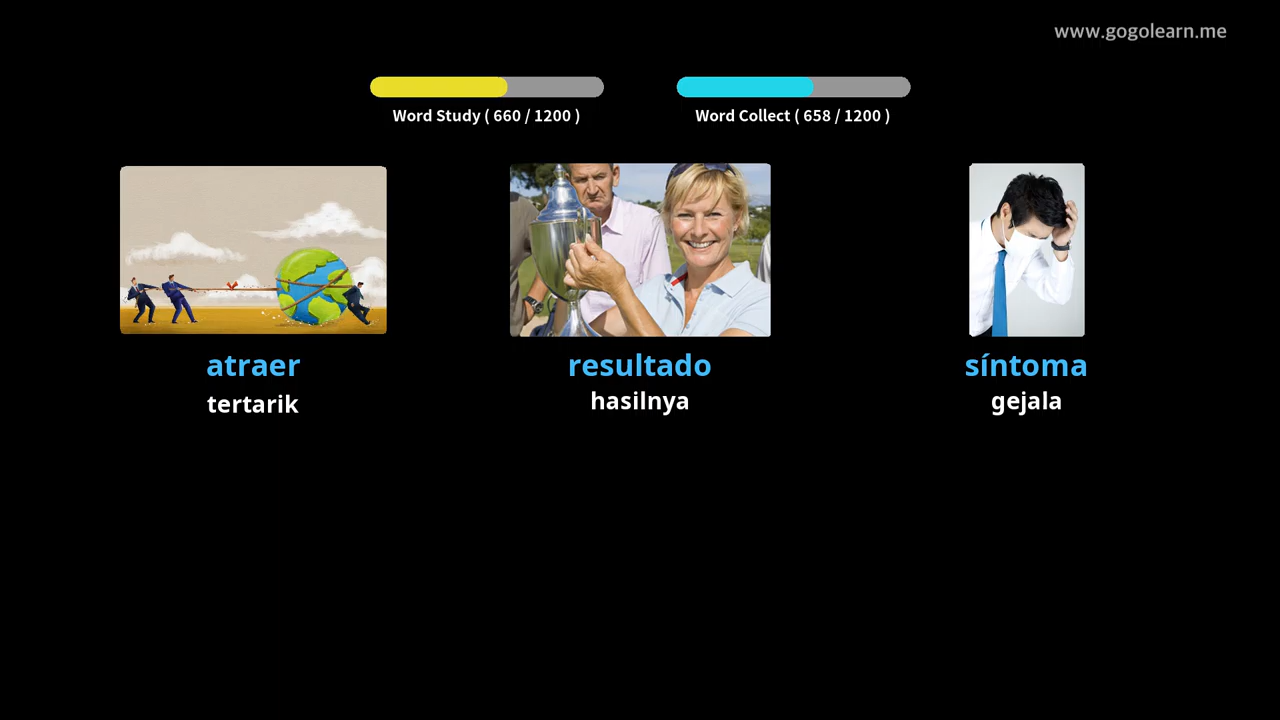 www.gogolearn.me
Word Study ( 660 / 1200 )
Word Collect ( 658 / 1200 )
atraer
tertarik
resultado
hasilnya
síntoma
gejala